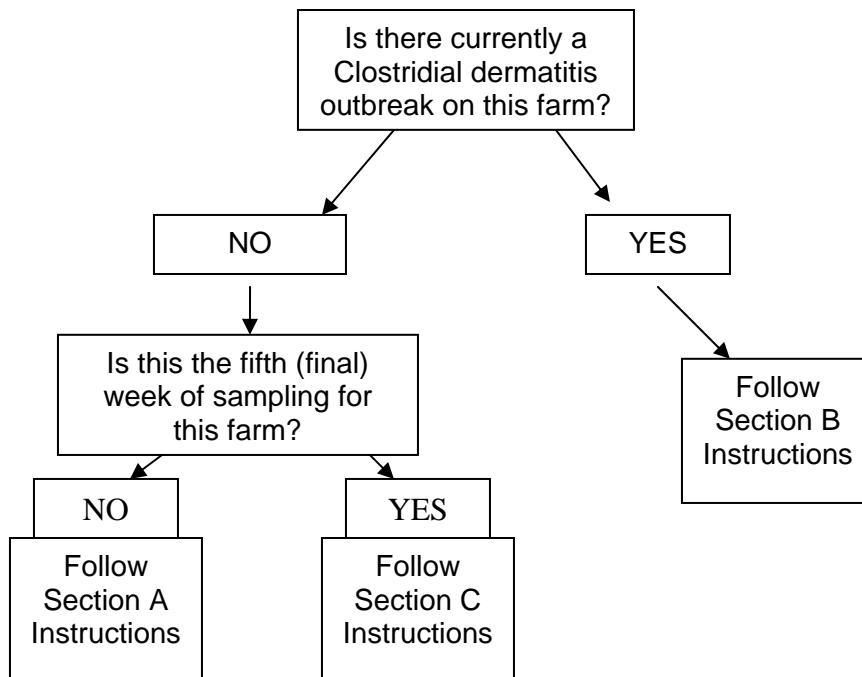 Is there currently a
Clostridial dermatitis
outbreak on this farm?
NO
YES
Is this the fifth (final)
week of sampling for
this farm?
Follow
Section B
Instructions
NO
YES
Follow
Section A
Instructions
Follow
Section C
Instructions